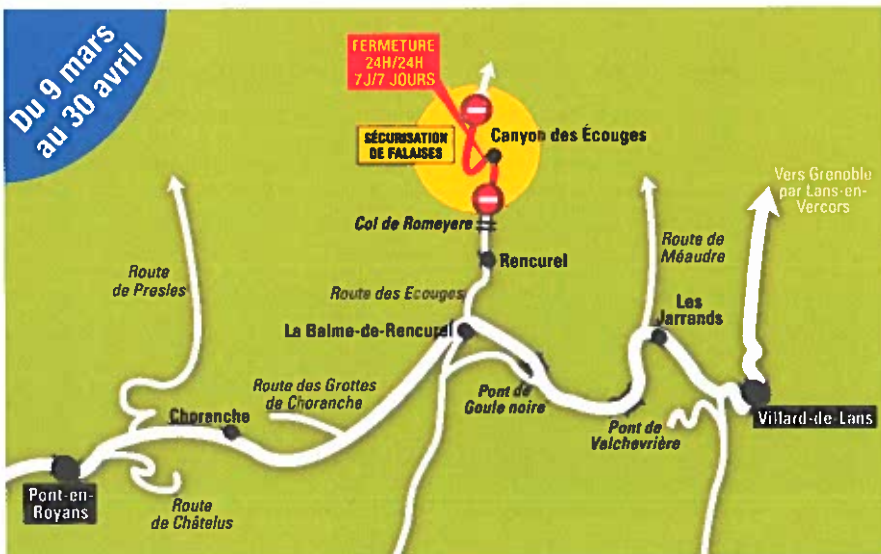 Du 9 mars
au 30 avril
FERMETURE
24H/24H
7J/7 JOURS
SÉCURISATION
DE FALAISES
Canyon des Écouges
Vers Grenoble
par Lans-en-
Vercors
Col de Romeyere
Route de
Méaudre
Rencurel
Route
de Presles
Route des Ecouges
Les
Jarrands
La Balme-de-Rencurel
Route des Grottes
de Choranche
Pont de
Goule noire
Choranche
Villard-de-Lans
Pont de
Valchevrière
Pont-en-
Royans
Route
de Châtelus